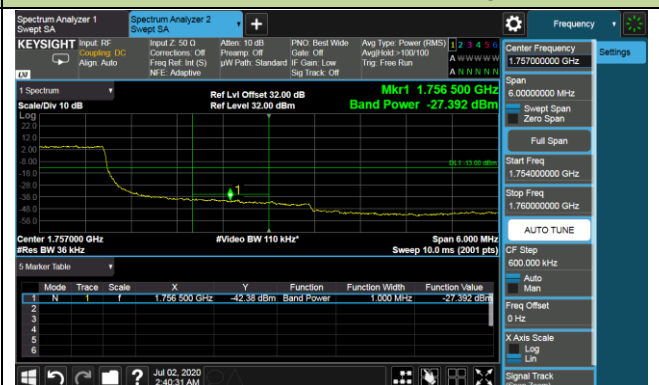 Spectrum Analyzer 1
Swept SA
Spectrum Analyzer 2
Swept SA
+
Frequency
KEYSIGHT
Input: RF
Coupling: DC
Align: Auto
Input Z: 50 Ω
Corrections: Off
Freq Ref: Int (S)
NFE: Adaptive
Atten: 10 dB
Preamp: Off
µW Path: Standard
PNO: Best Wide
Gate: Off
IF Gain: Low
Sig Track: Off
Avg Type: Power (RMS)
Avg|Hold:>100/100
Trig: Free Run
1 2 3 4 5 6
A W W W W W
A N N N N N
LXI
1 Spectrum
Scale/Div 10 dB
Ref Lvl Offset 32.00 dB
Ref Level 32.00 dBm
Mkr1 1.756 500 GHz
Band Power -27.392 dBm
Log
22.0
12.0
2.00
-8.00
-18.0
-28.0
-38.0
-48.0
-58.0
DL1 -13.00 dBm
1
Center 1.757000 GHz
#Res BW 36 kHz
#Video BW 110 kHz*
Span 6.000 MHz
Sweep 10.0 ms (2001 pts)
5 Marker Table
Mode Trace Scale X Y Function Function Width Function Value
1 N 1 f 1.756 500 GHz -42.38 dBm Band Power 1.000 MHz -27.392 dBm
2
3
4
5
6
?
Jul 02, 2020
2:40:31 AM
Center Frequency
1.757000000 GHz
Settings
Span
6.00000000 MHz
Swept Span
Zero Span
Full Span
Start Freq
1.754000000 GHz
Stop Freq
1.760000000 GHz
AUTO TUNE
CF Step
600.000 kHz
Auto
Man
Freq Offset
0 Hz
X Axis Scale
Log
Lin
Signal Track